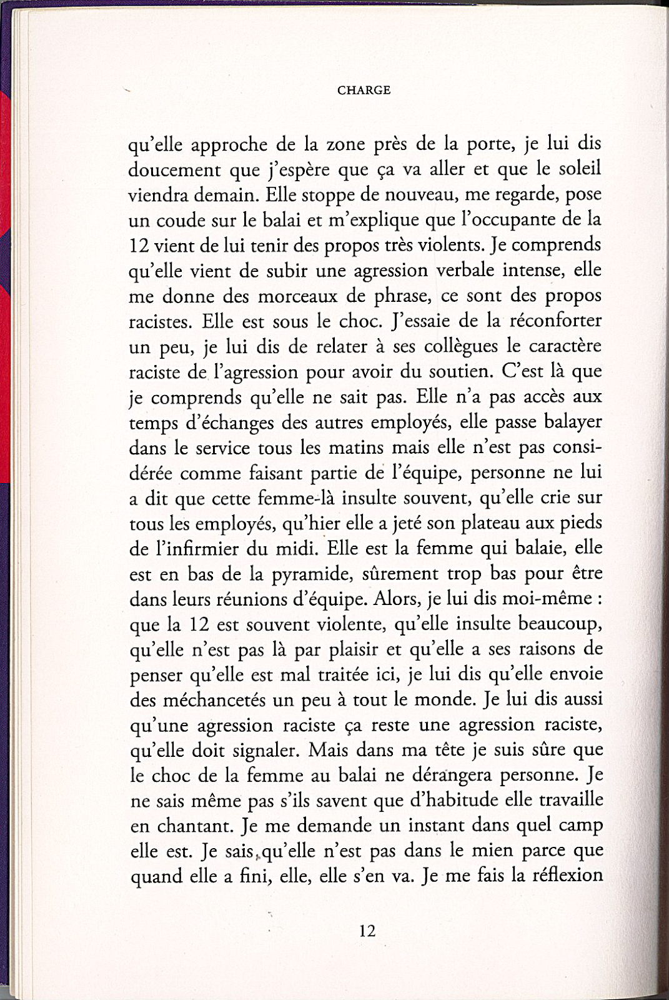 CHARGE
qu’elle approche de la zone près de la porte, je lui dis
doucement que j’espère que ça va aller et que le soleil
viendra demain. Elle stoppe de nouveau, me regarde, pose
un coude sur le balai et m’explique que l’occupante de la
12 vient de lui tenir des propos très violents. Je comprends
qu’elle vient de subir une agression verbale intense, elle
me donne des morceaux de phrase, ce sont des propos
racistes. Elle est sous le choc. J’essaie de la réconforter
un peu, je lui dis de relater à ses collègues le caractère
raciste de l’agression pour avoir du soutien. C’est là que
je comprends qu’elle ne sait pas. Elle n’a pas accès aux
temps d’échanges des autres employés, elle passe balayer
dans le service tous les matins mais elle n’est pas consi-
dérée comme faisant partie de l’équipe, personne ne lui
a dit que cette femme-là insulte souvent, qu’elle crie sur
tous les employés, qu’hier elle a jeté son plateau aux pieds
de l’infirmier du midi. Elle est la femme qui balaie, elle
est en bas de la pyramide, sûrement trop bas pour être
dans leurs réunions d’équipe. Alors, je lui dis moi-même :
que la 12 est souvent violente, qu’elle insulte beaucoup,
qu’elle n’est pas là par plaisir et qu’elle a ses raisons de
penser qu’elle est mal traitée ici, je lui dis qu’elle envoie
des méchancetés un peu à tout le monde. Je lui dis aussi
qu’une agression raciste ça reste une agression raciste,
qu’elle doit signaler. Mais dans ma tête je suis sûre que
le choc de la femme au balai ne dérangera personne. Je
ne sais même pas s’ils savent que d’habitude elle travaille
en chantant. Je me demande un instant dans quel camp
elle est. Je sais qu’elle n’est pas dans le mien parce que
quand elle a fini, elle, elle s’en va. Je me fais la réflexion
12